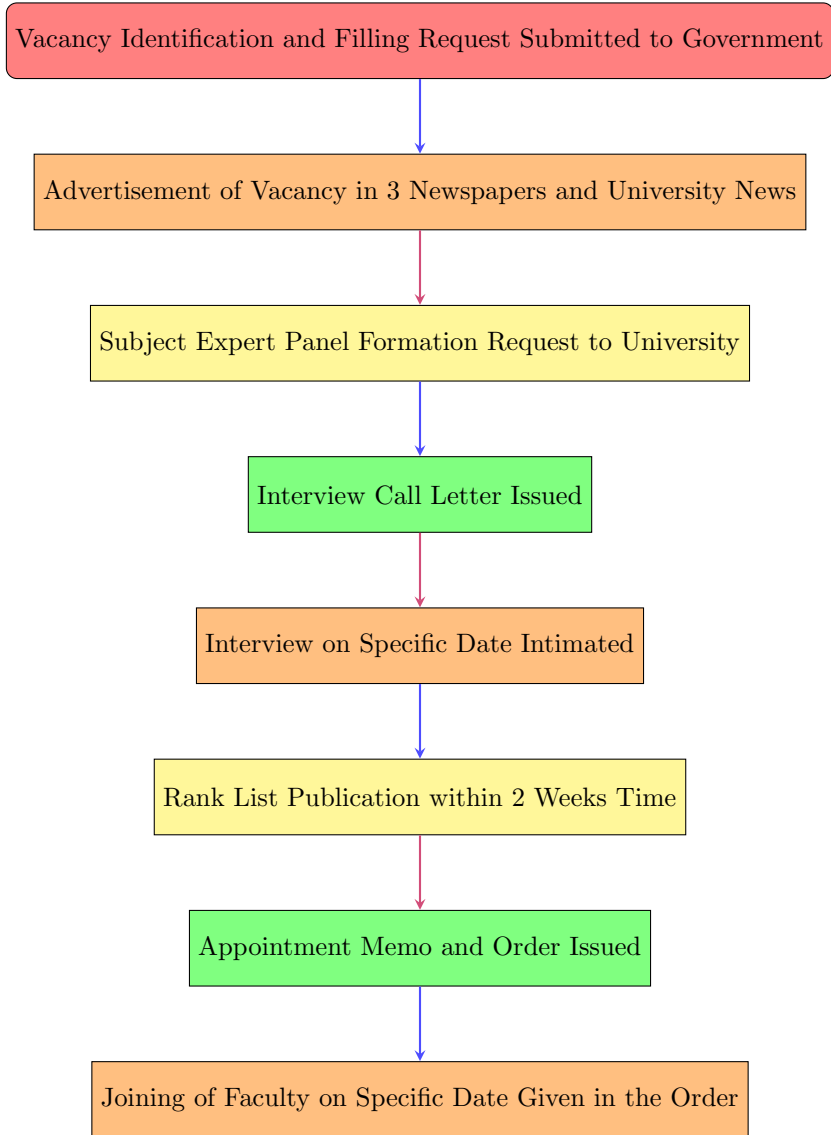 Vacancy Identification and Filling Request Submitted to Government
Advertisement of Vacancy in 3 Newspapers and University News
Subject Expert Panel Formation Request to University
Interview Call Letter Issued
Interview on Specific Date Intimated
Rank List Publication within 2 Weeks Time
Appointment Memo and Order Issued
Joining of Faculty on Specific Date Given in the Order